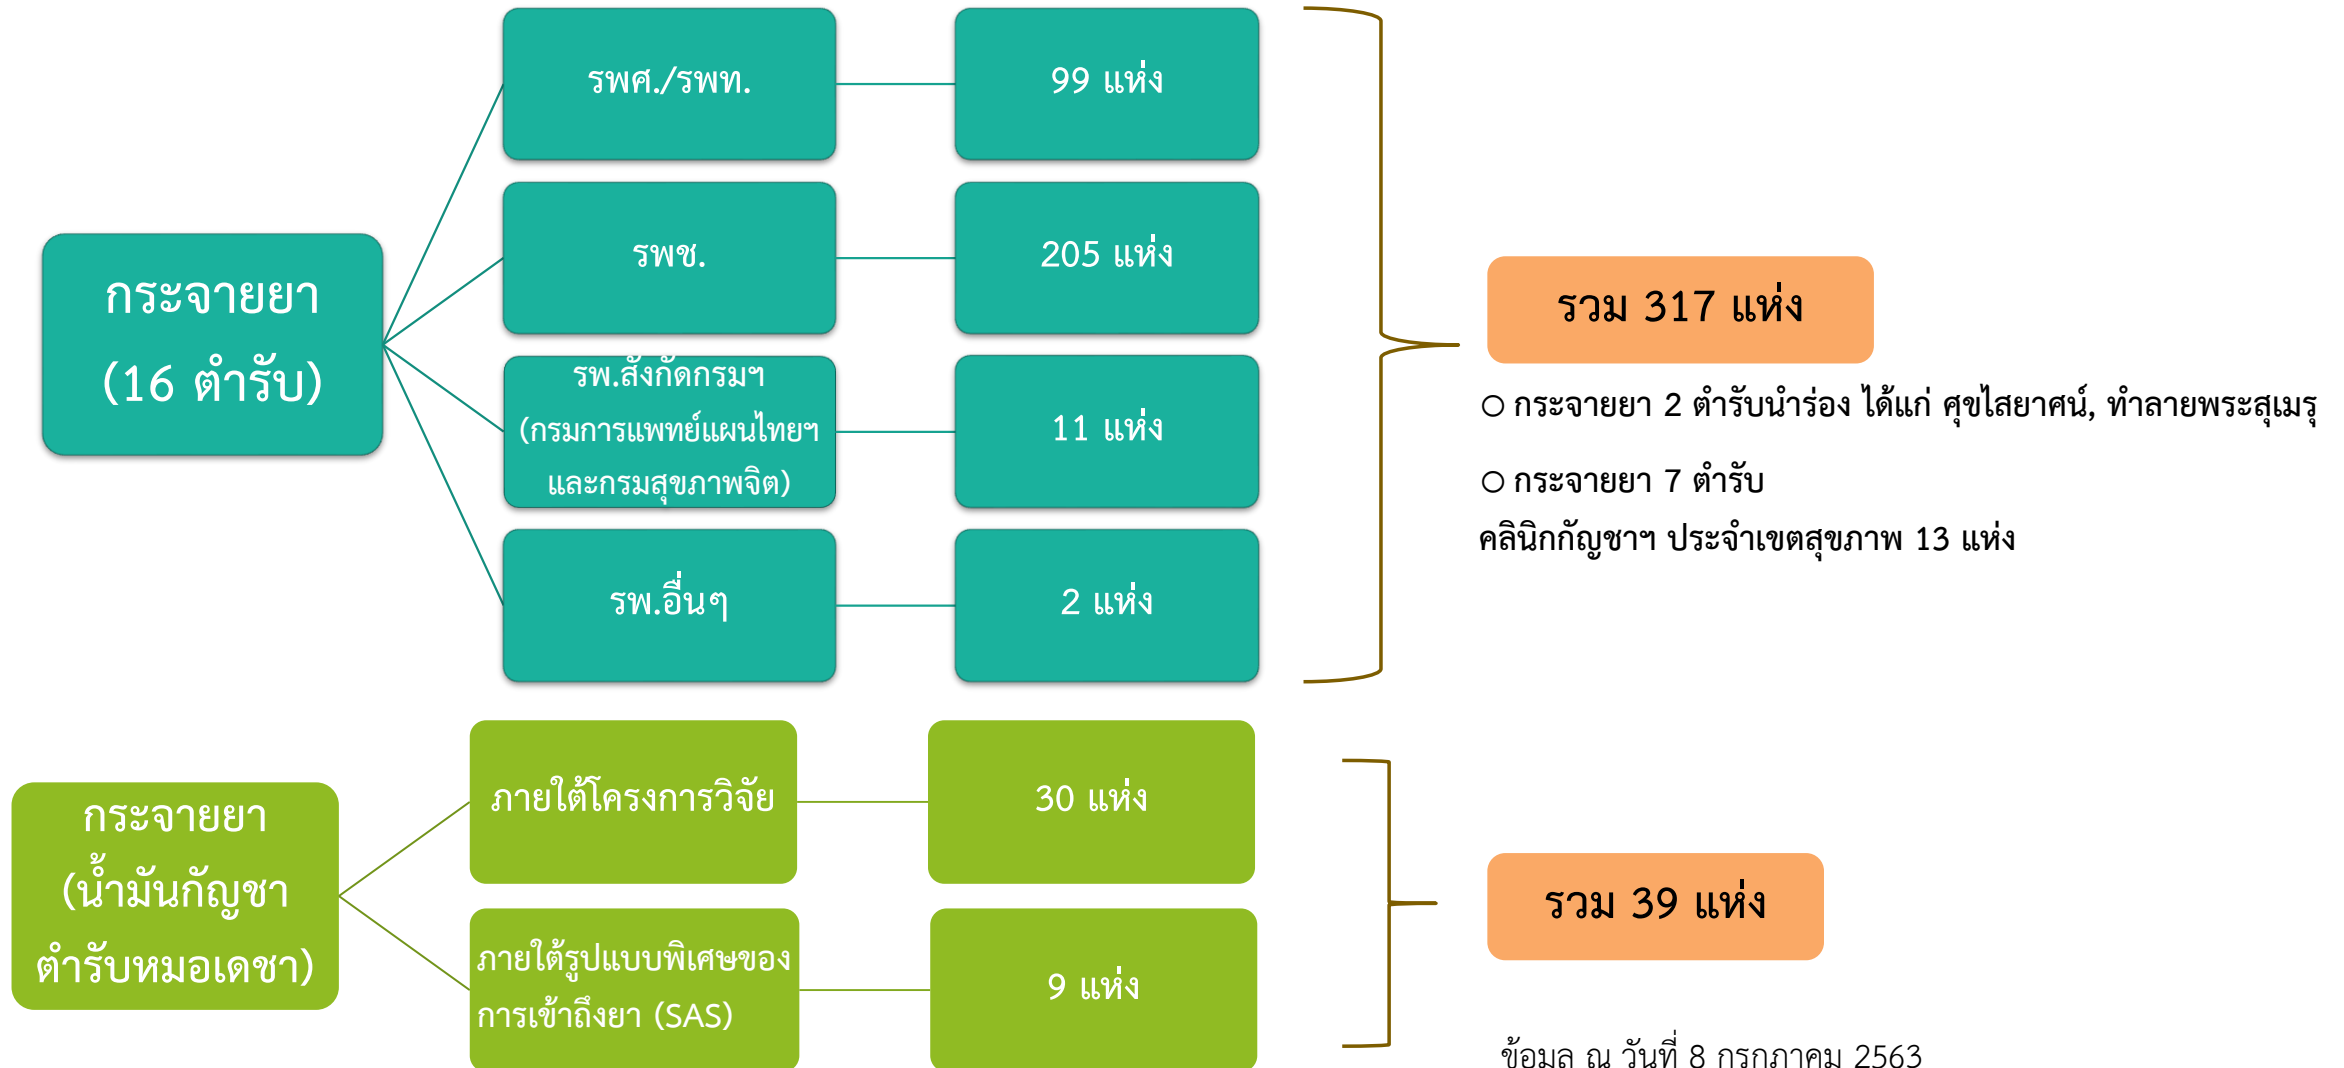 กระจายยา
(16 ตำรับ)
รพศ./รพท.
99 แห่ง
รพช.
205 แห่ง
รพ.สังกัดกรมฯ
(กรมการแพทย์แผนไทยฯ
และกรมสุขภาพจิต)
11 แห่ง
รพ.อื่นๆ
2 แห่ง
รวม 317 แห่ง
○ กระจายยา 2 ตำรับนำร่อง ได้แก่ ศุขไสยาศน์, ทำลายพระสุเมรุ
○ กระจายยา 7 ตำรับ
คลินิกกัญชาฯ ประจำเขตสุขภาพ 13 แห่ง
กระจายยา
(น้ำมันกัญชา
ตำรับหมอเดชา)
ภายใต้โครงการวิจัย
30 แห่ง
ภายใต้รูปแบบพิเศษของ
การเข้าถึงยา (SAS)
9 แห่ง
รวม 39 แห่ง
ข้อมูล ณ วันที่ 8 กรกฎาคม 2563